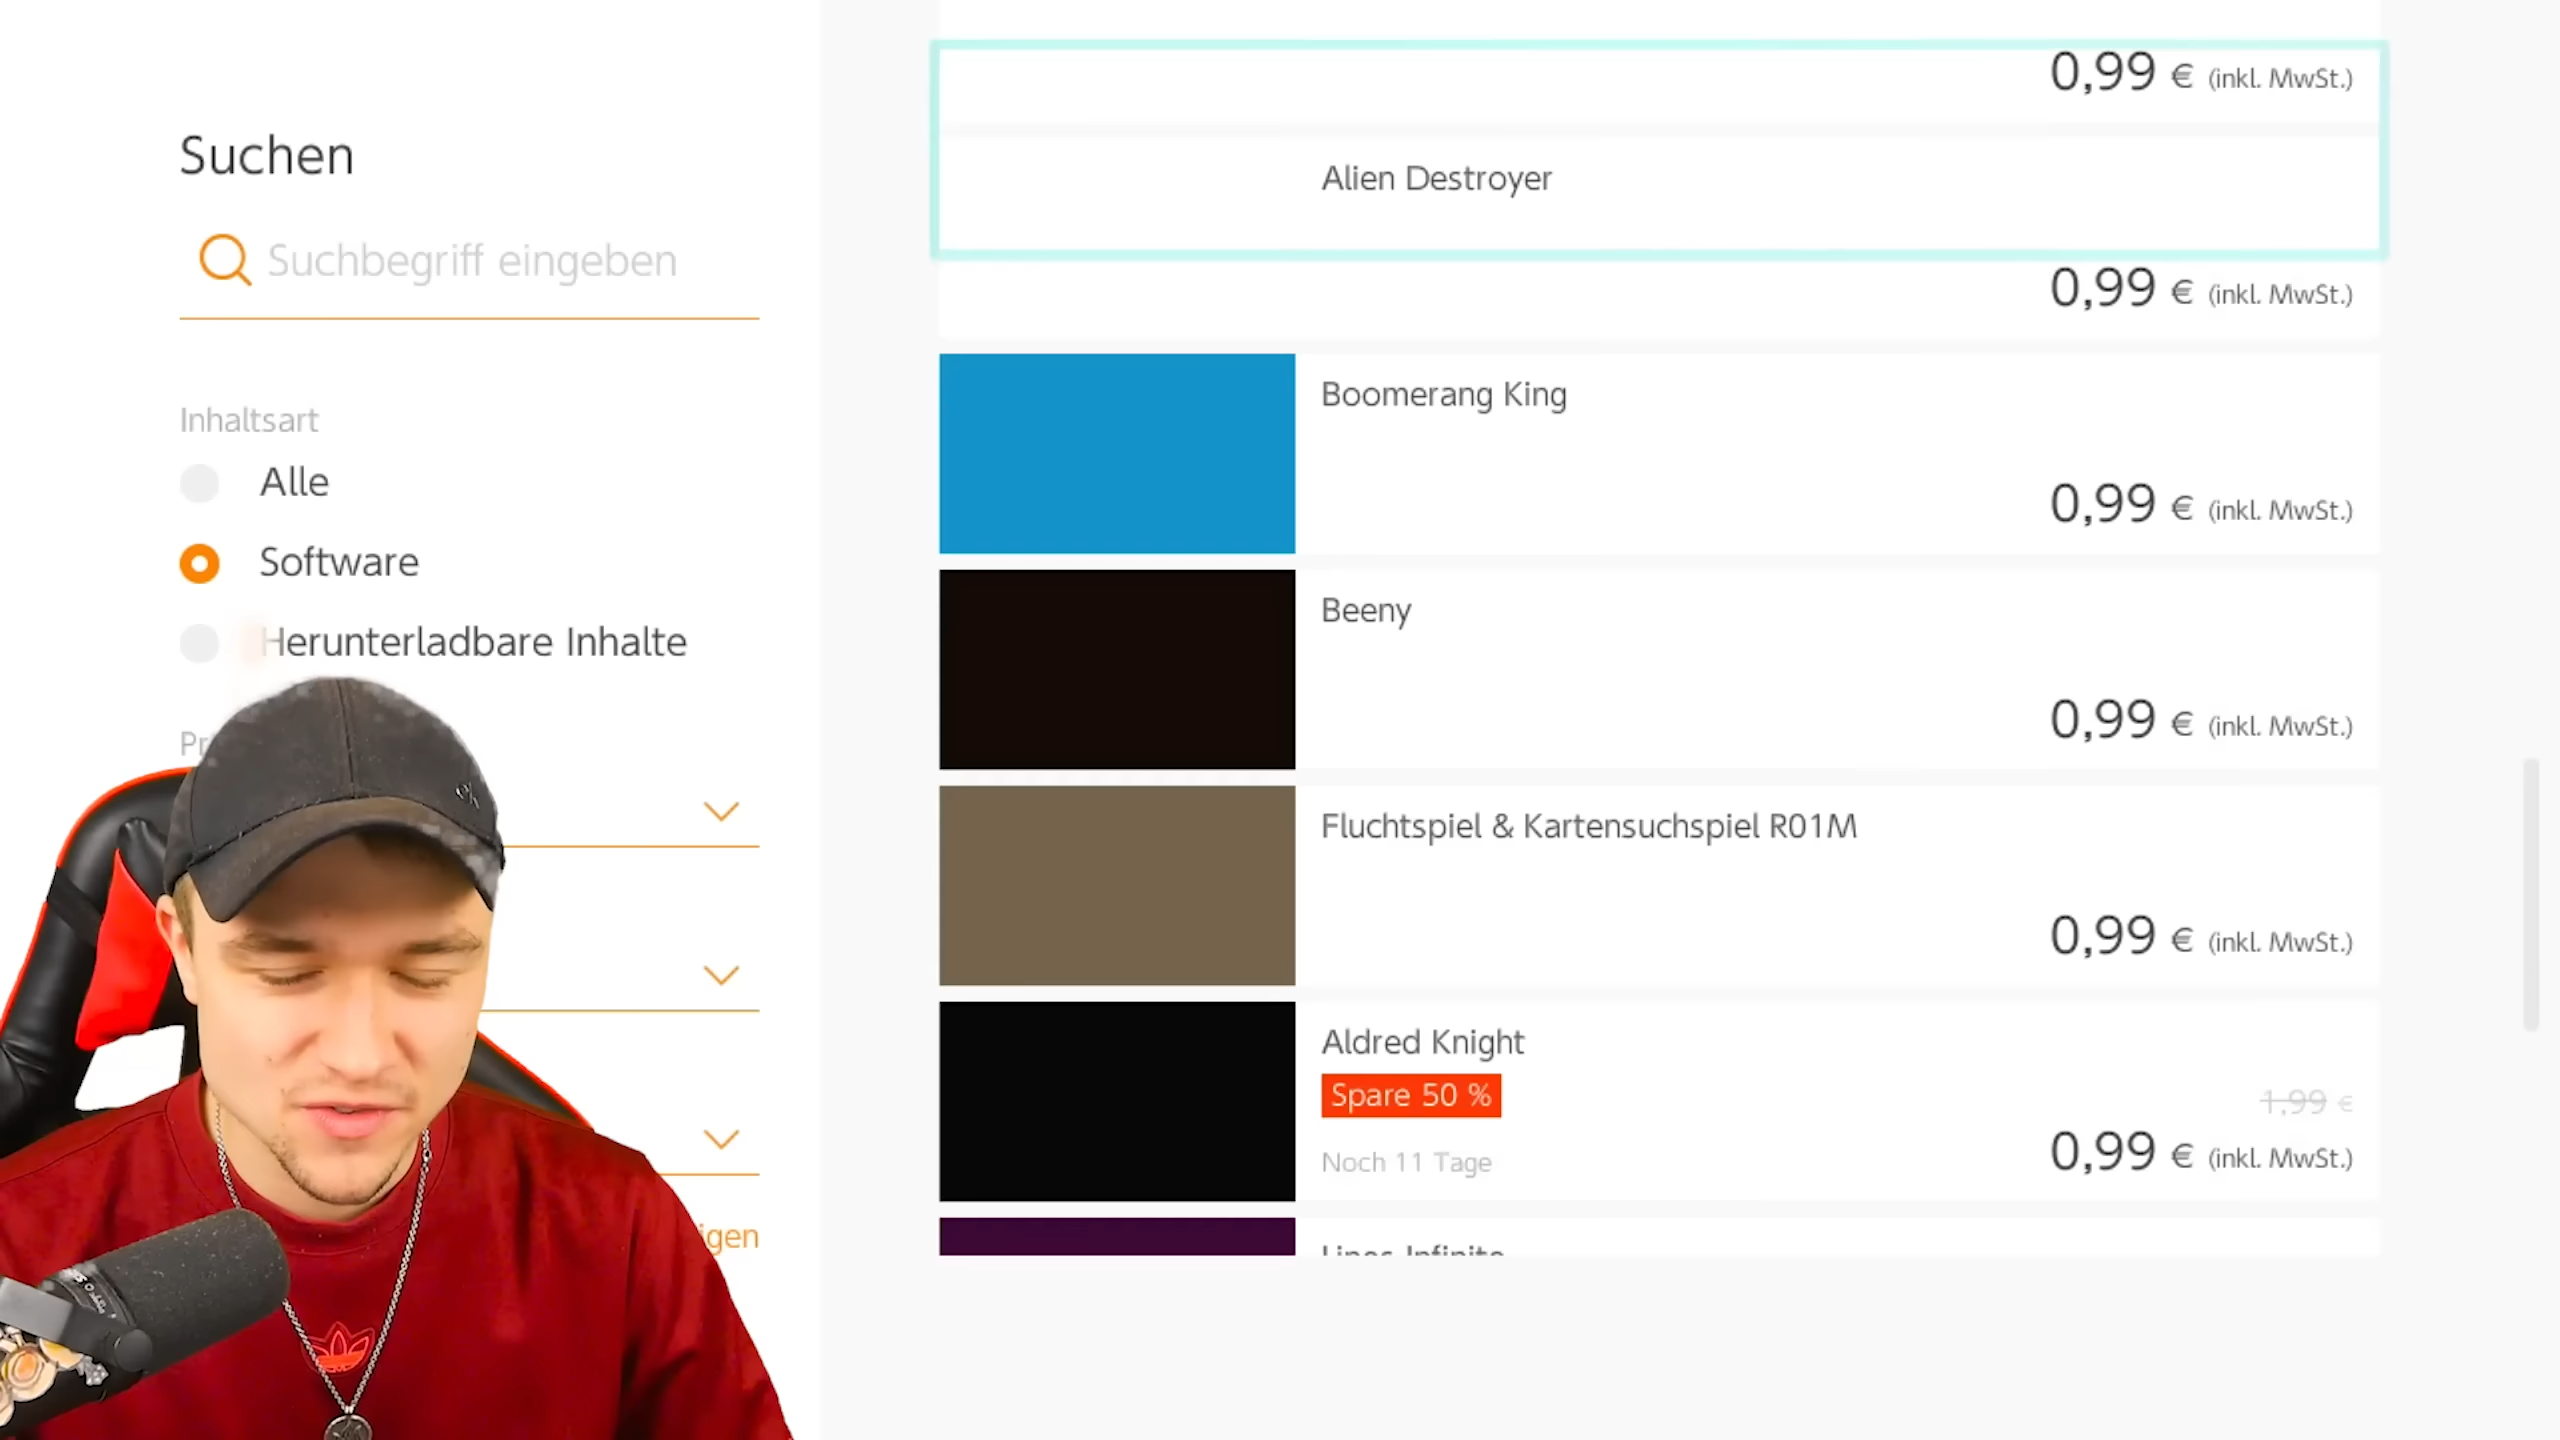 Suchen
Suchbegriff eingeben
Inhaltsart
Alle
Software
Herunterladbare Inhalte
0,99 € (inkl. MwSt.)
Alien Destroyer
0,99 € (inkl. MwSt.)
Boomerang King
0,99 € (inkl. MwSt.)
Beeny
0,99 € (inkl. MwSt.)
Fluchtspiel & Kartensuchspiel R01M
0,99 € (inkl. MwSt.)
Aldred Knight
Spare 50 %
1,99 €
Noch 11 Tage
0,99 € (inkl. MwSt.)